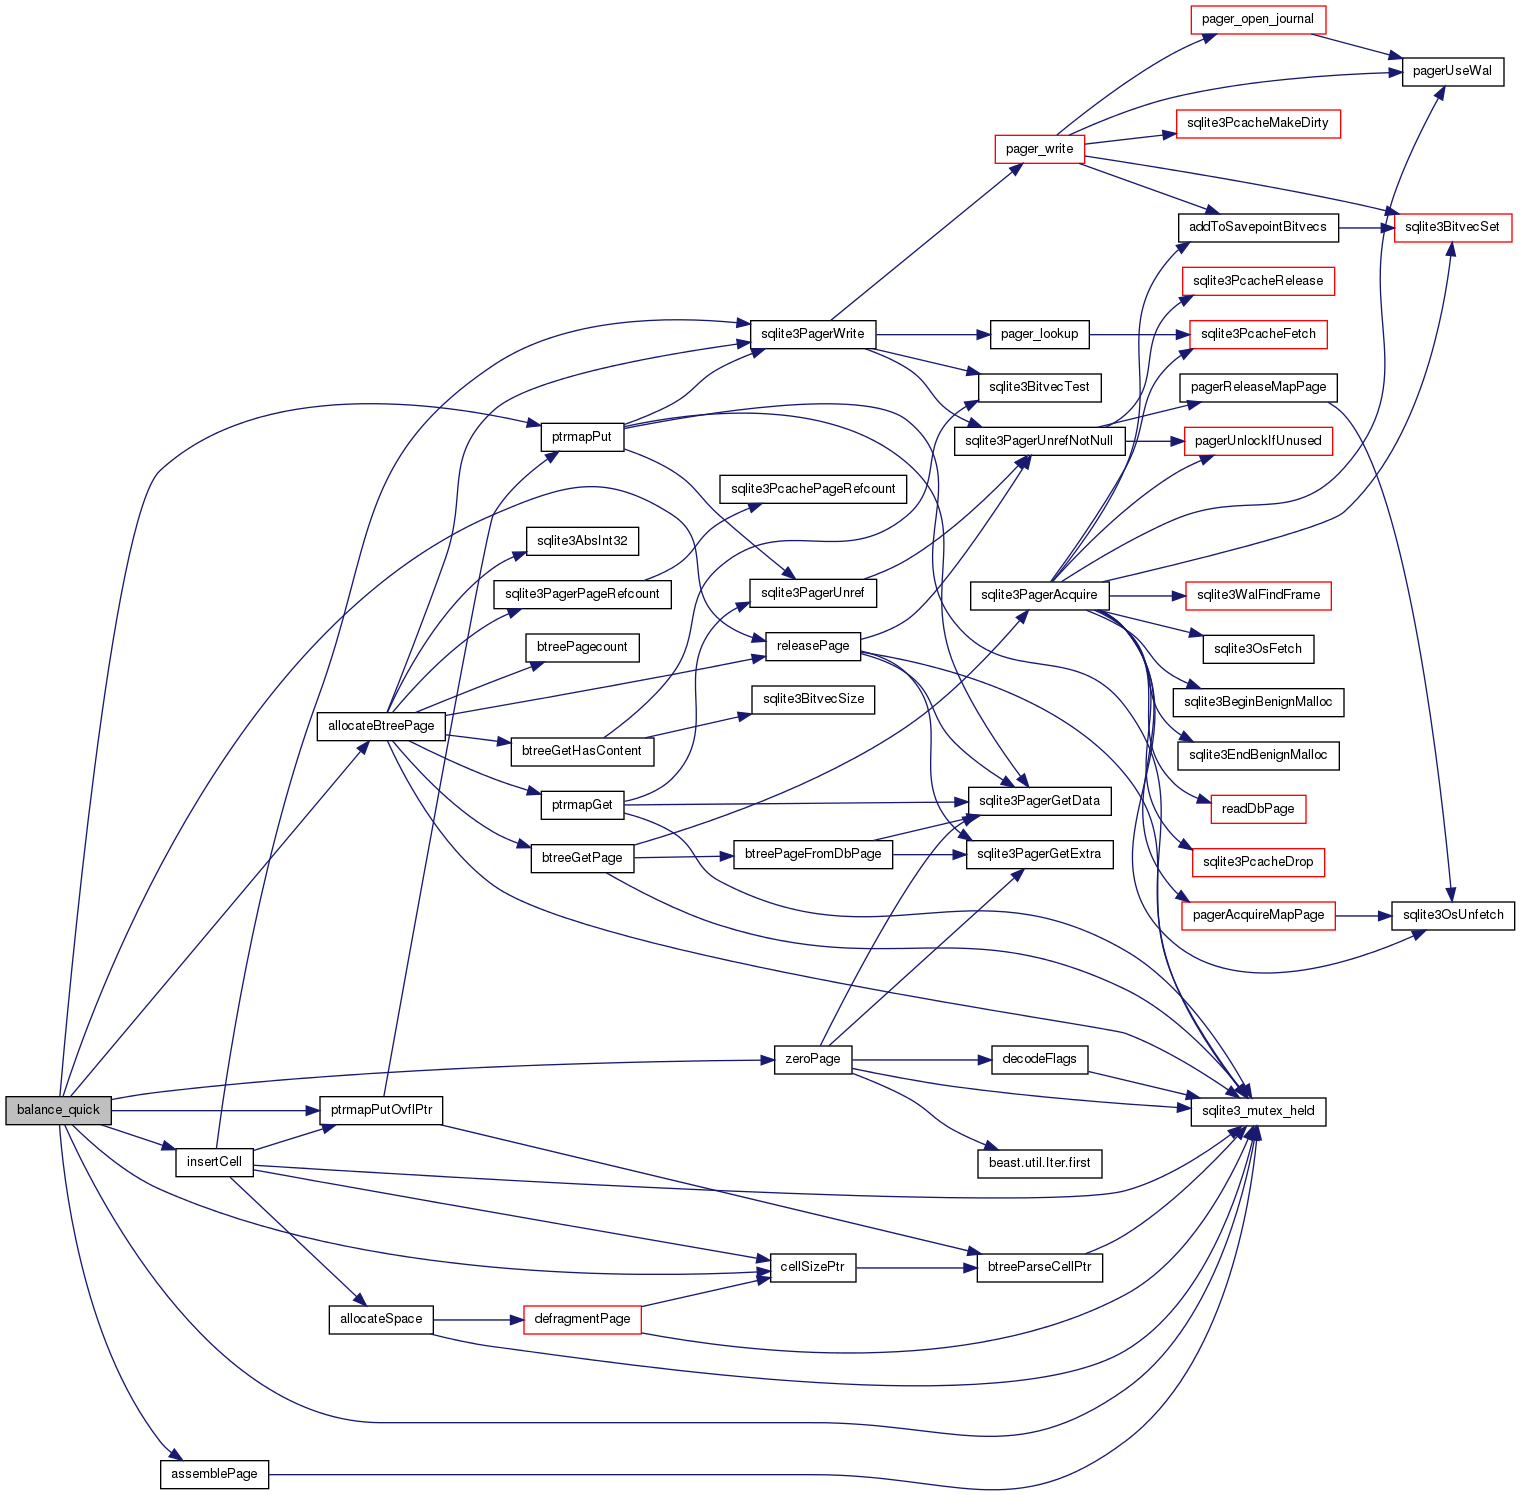 pager_open_journal
pagerUseWal
sqlite3PcacheMakeDirty
pager_write
addToSavepointBitvecs
sqlite3BitvecSet
sqlite3PcacheRelease
sqlite3PagerWrite
pager_lookup
sqlite3PcacheFetch
sqlite3BitvecTest
pagerReleaseMapPage
ptrmapPut
sqlite3PagerUnrefNotNull
pagerUnlockIfUnused
sqlite3PcachePageRefcount
sqlite3AbsInt32
sqlite3PagerPageRefcount
sqlite3PagerUnref
sqlite3PagerAcquire
sqlite3WalFindFrame
btreePagecount
releasePage
sqlite3OsFetch
sqlite3BitvecSize
sqlite3BeginBenignMalloc
allocateBtreePage
btreeGetHasContent
sqlite3EndBenignMalloc
ptrmapGet
sqlite3PagerGetData
readDbPage
btreeGetPage
btreePageFromDbPage
sqlite3PagerGetExtra
sqlite3PcacheDrop
pagerAcquireMapPage
sqlite3OsUnfetch
zeroPage
decodeFlags
balance_quick
ptrmapPutOvflPtr
sqlite3_mutex_held
insertCell
beast.util.Iter.first
cellSizePtr
btreeParseCellPtr
allocateSpace
defragmentPage
assemblePage